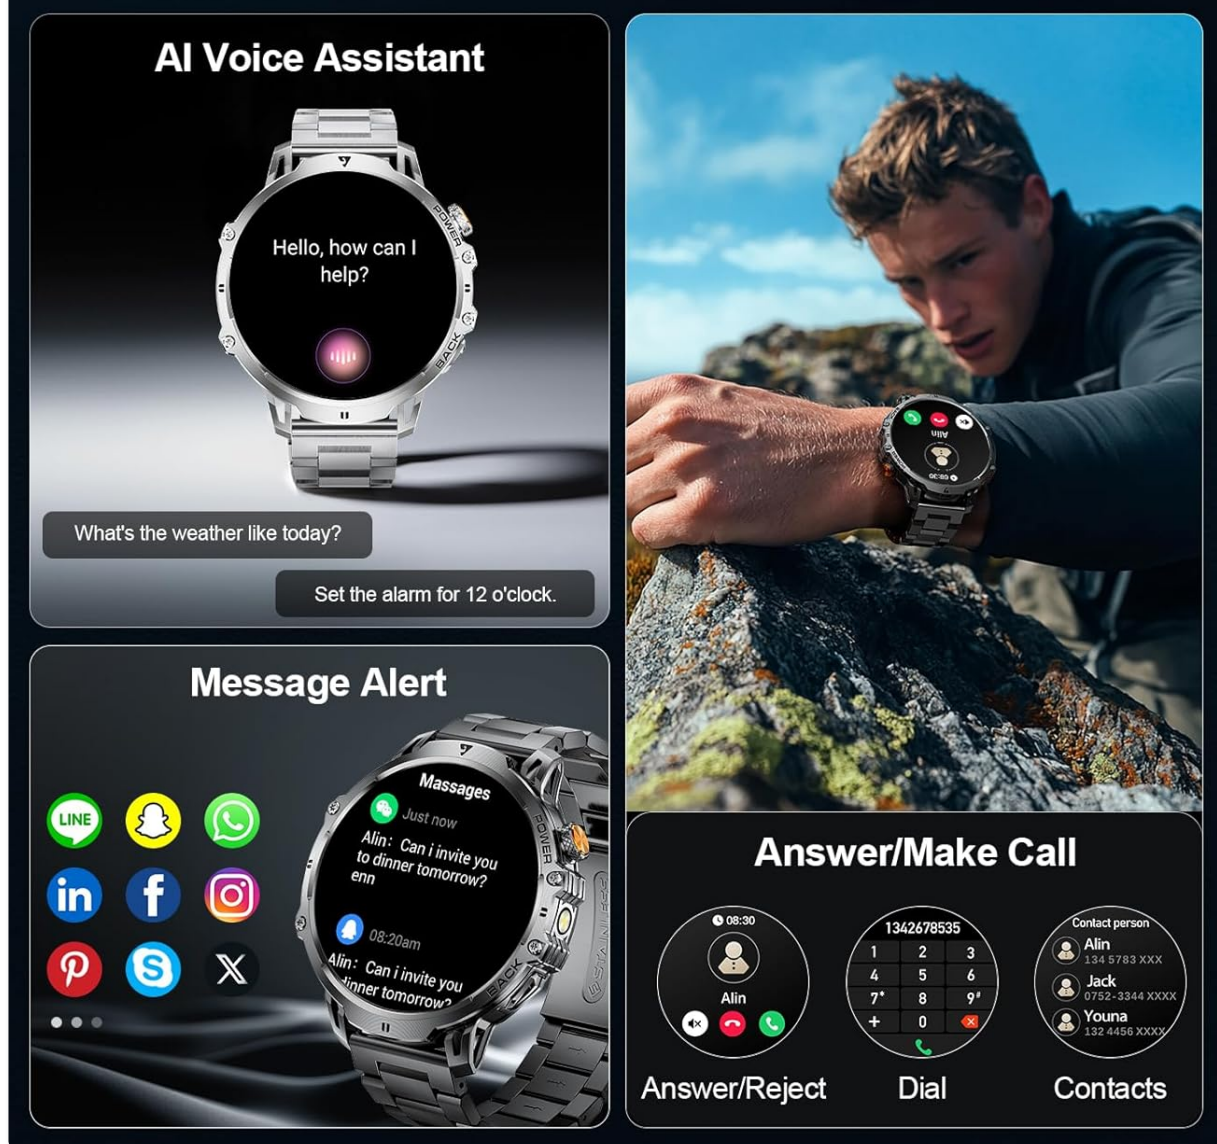 AI Voice Assistant
POWER
Hello, how can I
help?
BACK
What's the weather like today?
Set the alarm for 12 o'clock.
Message Alert
LINE
in
f
Massages
Just now
Alin: Can i invite you
to dinner tomorrow?
enn
08:20am
Alin: Can i invite you
dinner tomorrow?
POWER
BACK
STAINLESS
Alin
08:30
Answer/Make Call
08:30
Alin
Answer/Reject
1342678535
1 2 3
4 5 6
7* 8 9#
+ 0
Dial
Contact person
Alin
134 5783 XXX
Jack
0752-3344 XXXX
Youna
132 4456 XXXX
Contacts